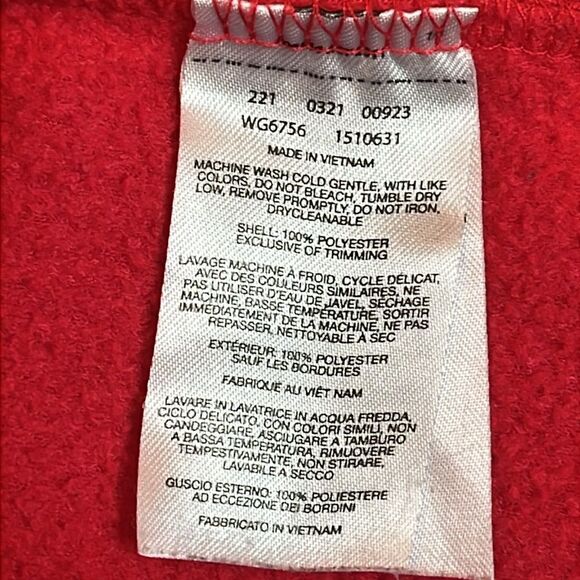 221 0321 00923
WG6756 1510631
MADE IN VIETNAM
MACHINE WASH COLD GENTLE, WITH LIKE
COLORS, DO NOT BLEACH, TUMBLE DRY
LOW, REMOVE PROMPTLY, DO NOT IRON,
DRYCLEANABLE
SHELL: 100% POLYESTER
EXCLUSIVE OF TRIMMING
LAVAGE MACHINE À FROID, CYCLE DÉLICAT,
AVEC DES COULEURS SIMILAIRES, NE
PAS UTILISER D'EAU DE JAVEL, SÉCHAGE
MACHINE, BASSE TEMPÉRATURE, SORTIR
IMMÉDIATEMENT DE LA MACHINE, NE PAS
REPASSER, NETTOYABLE À SEC
EXTÉRIEUR: 100% POLYESTER
SAUF LES BORDURES
FABRIQUÉ AU VIÊT NAM
LAVARE IN LAVATRICE IN ACQUA FREDDA,
CICLO DELICATO, CON COLORI SIMILI, NON
CANDEGGIARE, ASCIUGARE A TAMBURO
A BASSA TEMPERATURA, RIMUOVERE
TEMPESTIVAMENTE, NON STIRARE,
LAVABILE A SECCO
GUSCIO ESTERNO: 100% POLIESTERE
AD ECCEZIONE DEI BORDINI
FABBRICATO IN VIETNAM